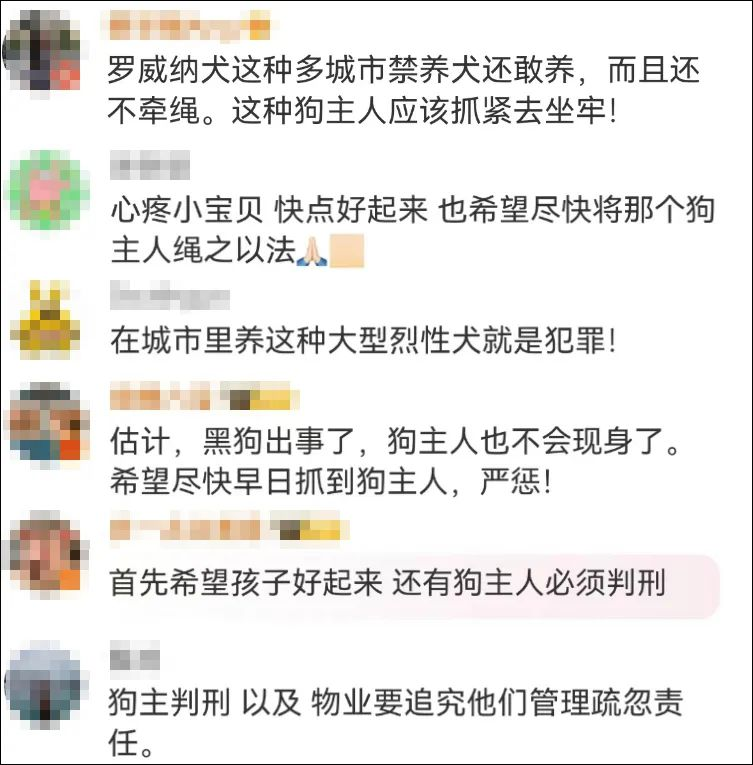 罗威纳犬这种多城市禁养犬还敢养，而且还
不牵绳。这种狗主人应该抓紧去坐牢！
心疼小宝贝 快点好起来 也希望尽快将那个狗
主人绳之以法🙏🏻
在城市里养这种大型烈性犬就是犯罪！
估计，黑狗出事了，狗主人也不会现身了。
希望尽快早日抓到狗主人，严惩！
首先希望孩子好起来 还有狗主人必须判刑
狗主判刑 以及 物业要追究他们管理疏忽责
任。